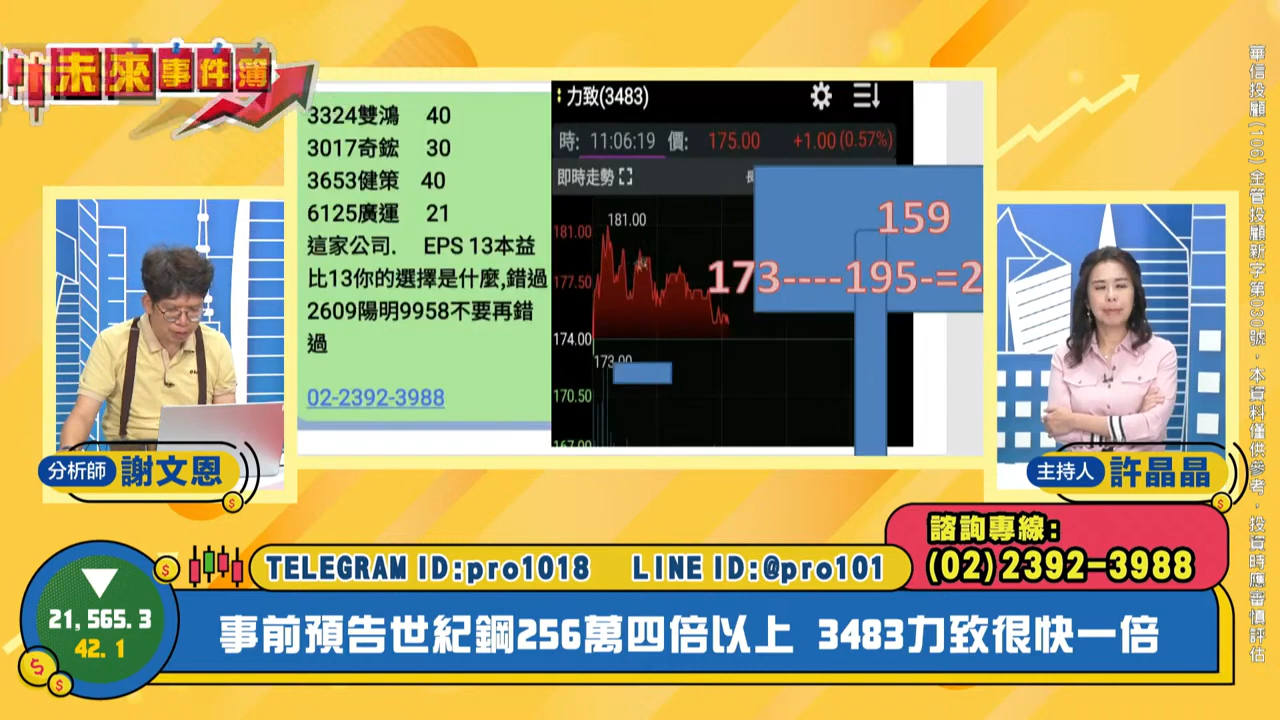 未來事件簿
3324雙鴻 40
3017奇鋐 30
3653健策 40
6125廣運 21
這家公司. EPS 13本益
比13你的選擇是什麼,錯過
2609陽明9958不要再錯
過
02-2392-3988
力致(3483)
時: 11:06:19 價: 175.00 +1.00 (0.57%)
即時走勢
181.00
181.00
177.50
174.00
173.00
170.50
167.00
159
173----195-=2
分析師 謝文恩
主持人 許晶晶
華信投顧(106)金管投顧新字第030號，本資料僅供參考，投資時應審慎評估
諮詢專線:
(02)2392-3988
TELEGRAM ID:pro1018 LINE ID:@pro101
21,565.3
42.1
事前預告世紀鋼256萬四倍以上 3483力致很快一倍